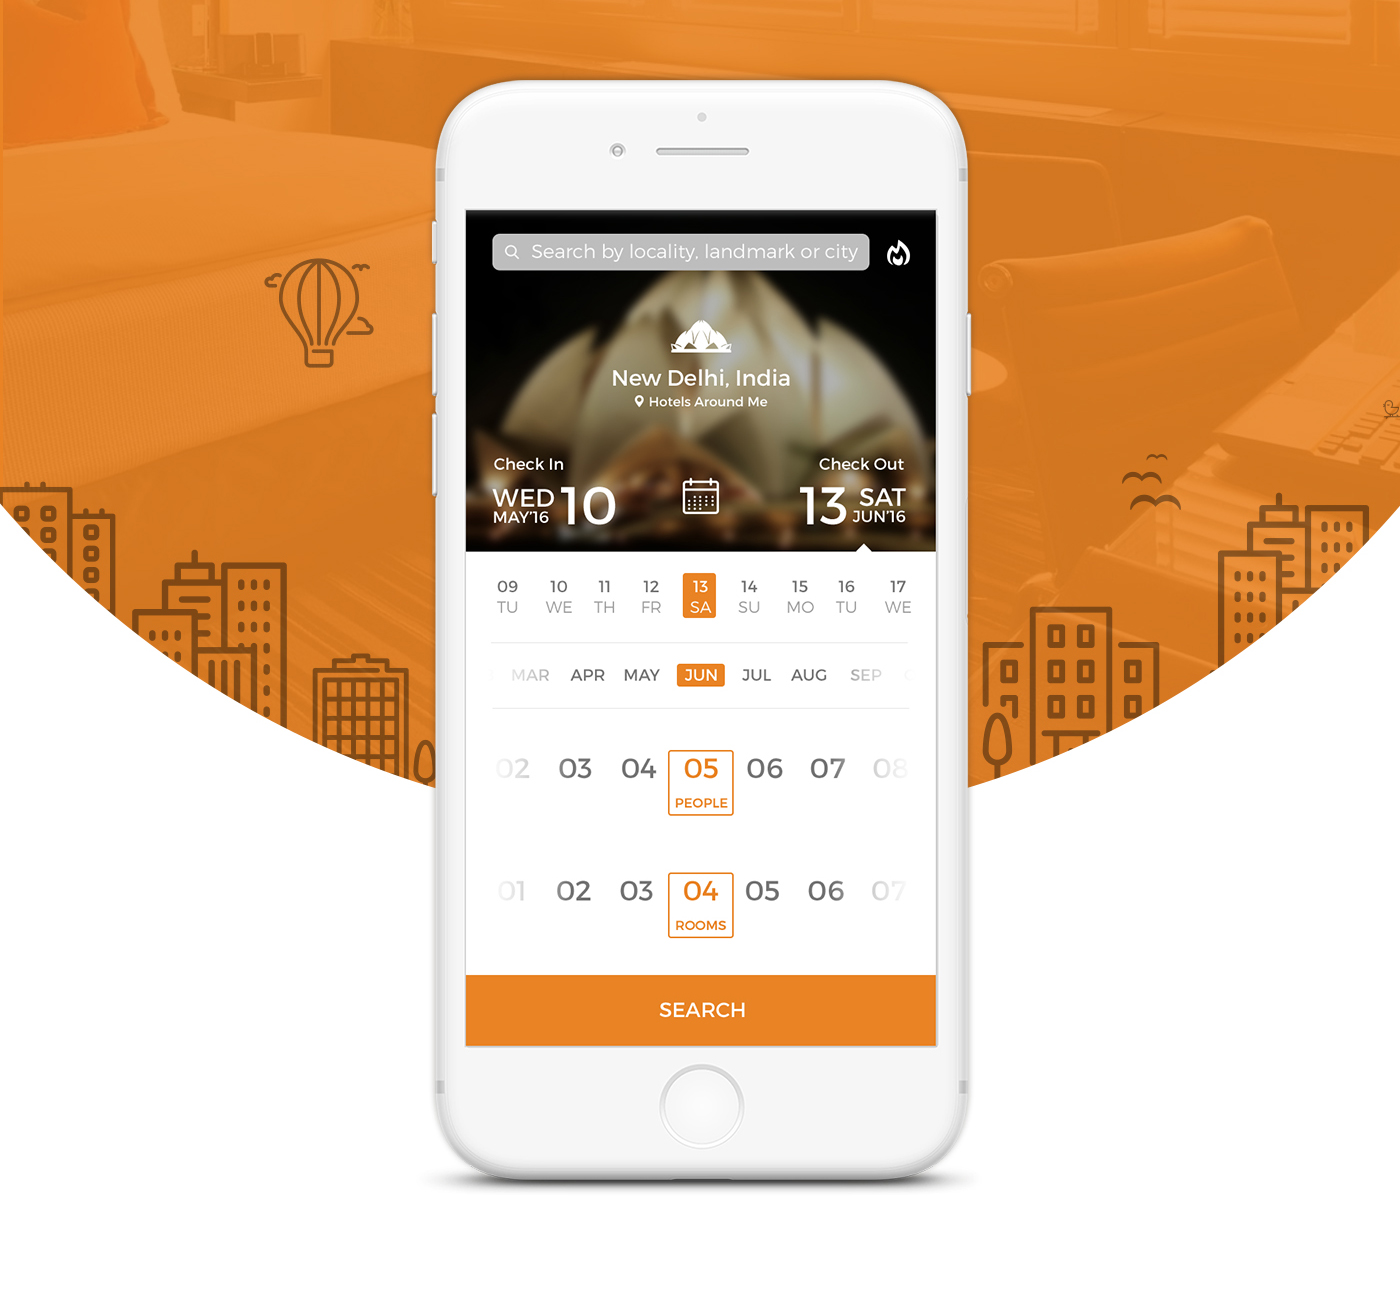 Search by locality, landmark or city
New Delhi, India
Hotels Around Me
Check In
Check Out
WED 10
MAY'16
13 SAT
JUN'16
09 10 11 12 13 14 15 16 17
TU WE TH FR SA SU MO TU WE
MAR APR MAY JUN JUL AUG SEP
02 03 04 05 06 07 08
PEOPLE
01 02 03 04 05 06 07
ROOMS
SEARCH